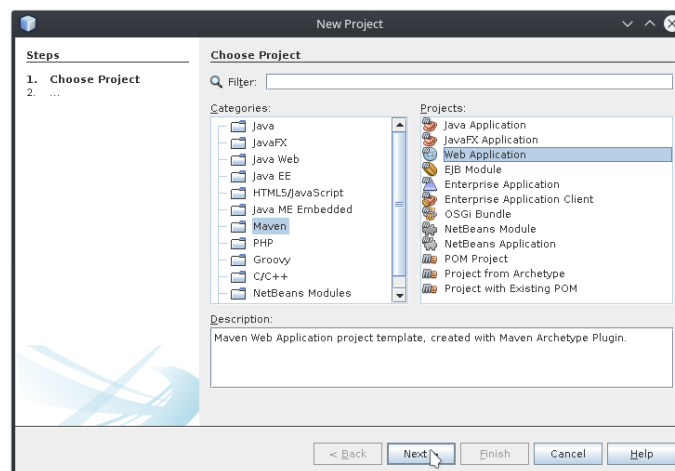 New Project
Steps
1. Choose Project
2. ...
Choose Project
Filter:
Categories:
Java
JavaFX
Java Web
Java EE
HTML5/JavaScript
Java ME Embedded
Maven
PHP
Groovy
C/C++
NetBeans Modules
Projects:
Java Application
JavaFX Application
Web Application
EJB Module
Enterprise Application
Enterprise Application Client
OSGi Bundle
NetBeans Module
NetBeans Application
POM Project
Project from Archetype
Project with Existing POM
Description:
Maven Web Application project template, created with Maven Archetype Plugin.
< Back
Next
Finish
Cancel
Help